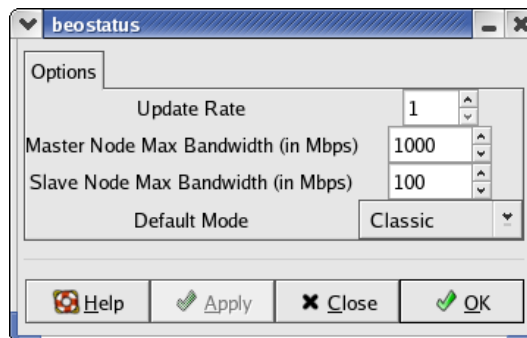 beostatus
Options
Update Rate 1
Master Node Max Bandwidth (in Mbps) 1000
Slave Node Max Bandwidth (in Mbps) 100
Default Mode Classic
Help Apply Close OK